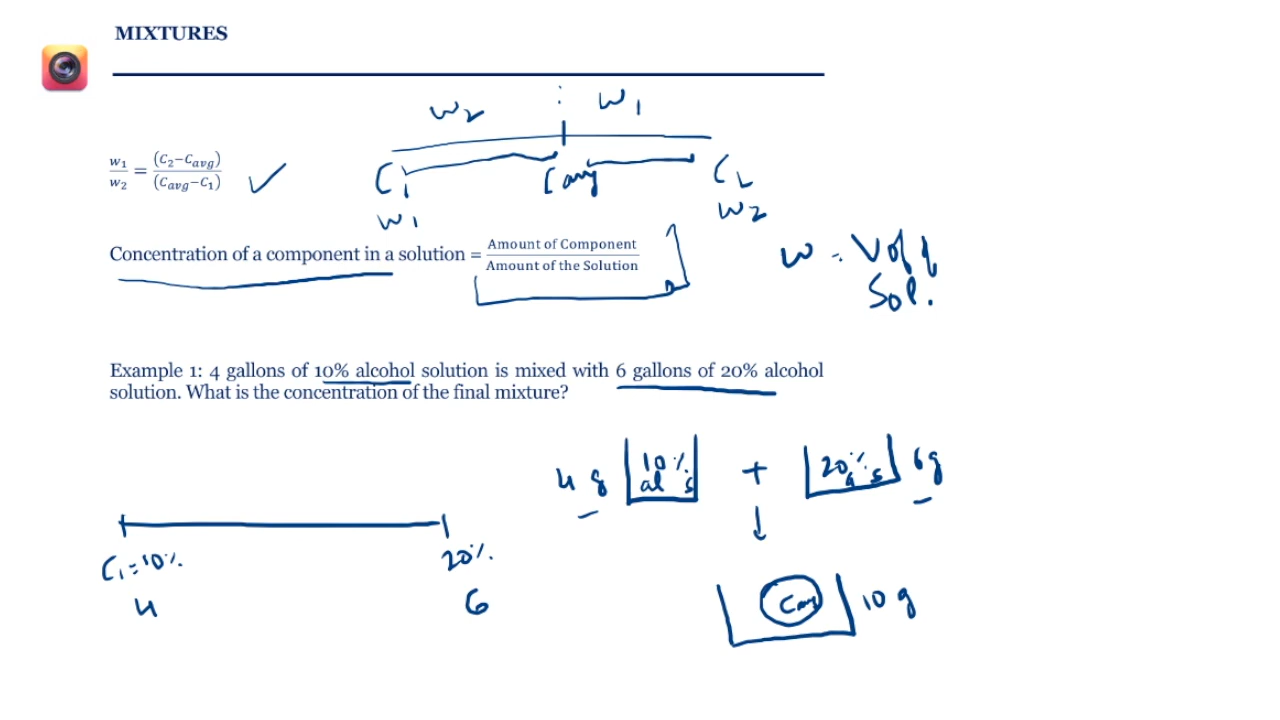 MIXTURES
w₂ : w₁
w₁/w₂ = (C₂−Cₐᵥg)/(Cₐᵥg−C₁)
C₁ Cavg C₂
w₁ w₂
Concentration of a component in a solution = Amount of Component/Amount of the Solution
w = Vol of
Sol.
Example 1: 4 gallons of 10% alcohol solution is mixed with 6 gallons of 20% alcohol
solution. What is the concentration of the final mixture?
4 g 10% + 20% 6g
al s a s
C₁=10% 20%
4 6
Cavg 10 g